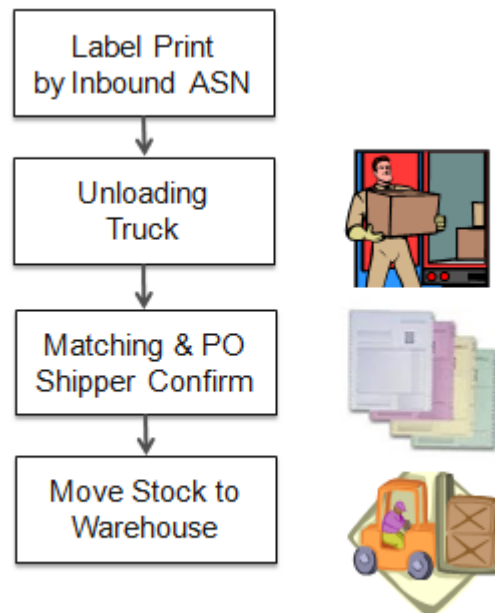 Label Print
by Inbound ASN
Unloading
Truck
Matching & PO
Shipper Confirm
Move Stock to
Warehouse